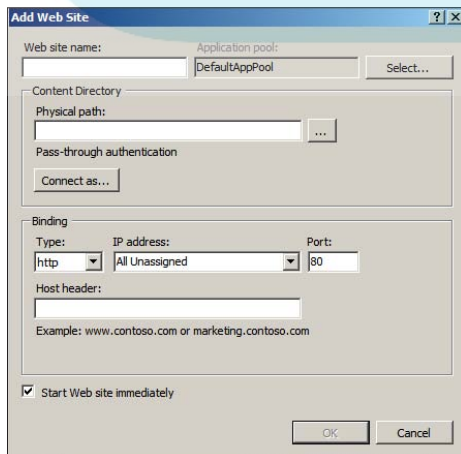 Add Web Site
Web site name:
Application pool:
DefaultAppPool
Select...
Content Directory
Physical path:
...
Pass-through authentication
Connect as...
Binding
Type:
IP address:
Port:
http
All Unassigned
80
Host header:
Example: www.contoso.com or marketing.contoso.com
Start Web site immediately
OK
Cancel